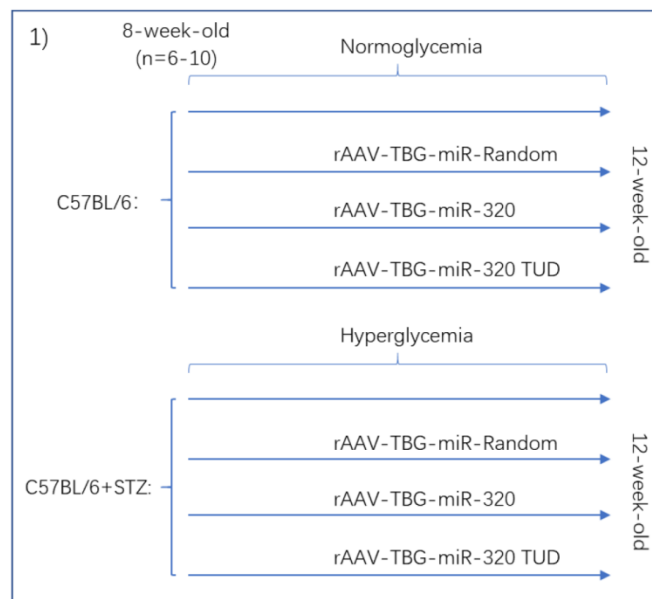 1)
8-week-old
(n=6-10)
Normoglycemia
C57BL/6:
rAAV-TBG-miR-Random
rAAV-TBG-miR-320
rAAV-TBG-miR-320 TUD
12-week-old
Hyperglycemia
C57BL/6+STZ:
rAAV-TBG-miR-Random
rAAV-TBG-miR-320
rAAV-TBG-miR-320 TUD
12-week-old